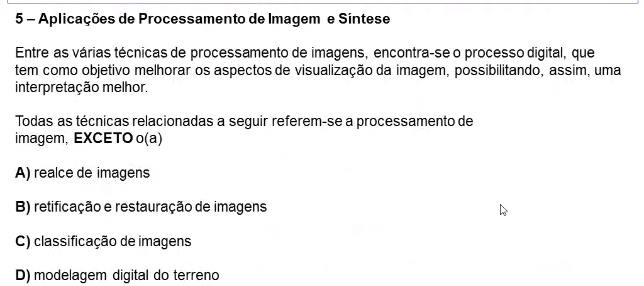 5 – Aplicações de Processamento de Imagem e Síntese
Entre as várias técnicas de processamento de imagens, encontra-se o processo digital, que
tem como objetivo melhorar os aspectos de visualização da imagem, possibilitando, assim, uma
interpretação melhor.
Todas as técnicas relacionadas a seguir referem-se a processamento de
imagem, EXCETO o(a)
A) realce de imagens
B) retificação e restauração de imagens
C) classificação de imagens
D) modelagem digital do terreno